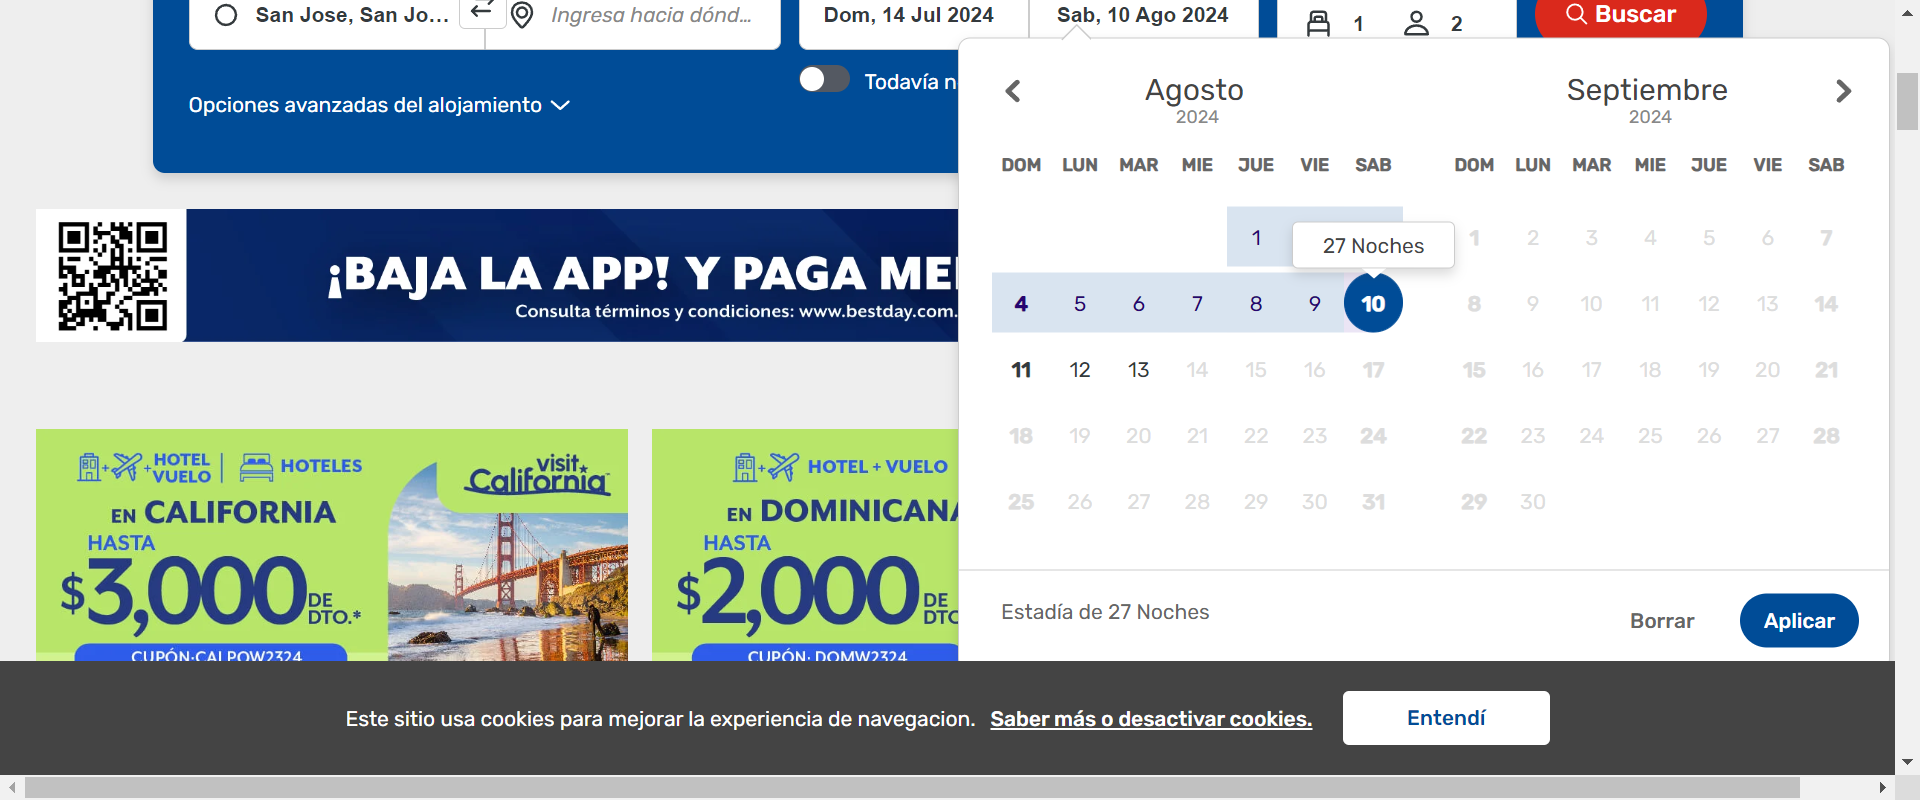 San Jose, San Jo...
Ingresa hacia dónd...
Dom, 14 Jul 2024
Sab, 10 Ago 2024
1
2
Buscar
Todavía n
Opciones avanzadas del alojamiento
Agosto
2024
Septiembre
2024
DOM LUN MAR MIE JUE VIE SAB
DOM LUN MAR MIE JUE VIE SAB
1
27 Noches
1 2 3 4 5 6 7
4 5 6 7 8 9 10
8 9 10 11 12 13 14
11 12 13 14 15 16 17
15 16 17 18 19 20 21
18 19 20 21 22 23 24
22 23 24 25 26 27 28
25 26 27 28 29 30 31
29 30
Estadía de 27 Noches
Borrar
Aplicar
¡BAJA LA APP! Y PAGA ME
Consulta términos y condiciones: www.bestday.com.
HOTEL + VUELO | HOTELES
EN CALIFORNIA
HASTA
$3,000 DE DTO.*
CUPÓN:CALPOW2324
visit California
HOTEL + VUELO
EN DOMINICANA
HASTA
$2,000 DE DTO
CUPÓN: DOMW2324
Este sitio usa cookies para mejorar la experiencia de navegacion.
Saber más o desactivar cookies.
Entendí